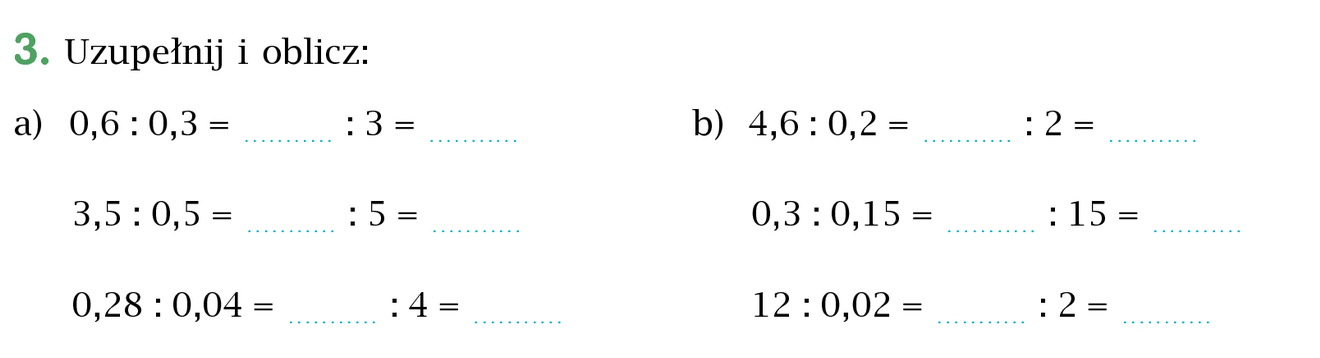 3. Uzupełnij i oblicz:
a) 0,6 : 0,3 = ........... : 3 = ...........
b) 4,6 : 0,2 = ........... : 2 = ...........
3,5 : 0,5 = ........... : 5 = ...........
0,3 : 0,15 = ........... : 15 = ...........
0,28 : 0,04 = ........... : 4 = ...........
12 : 0,02 = ........... : 2 = ...........